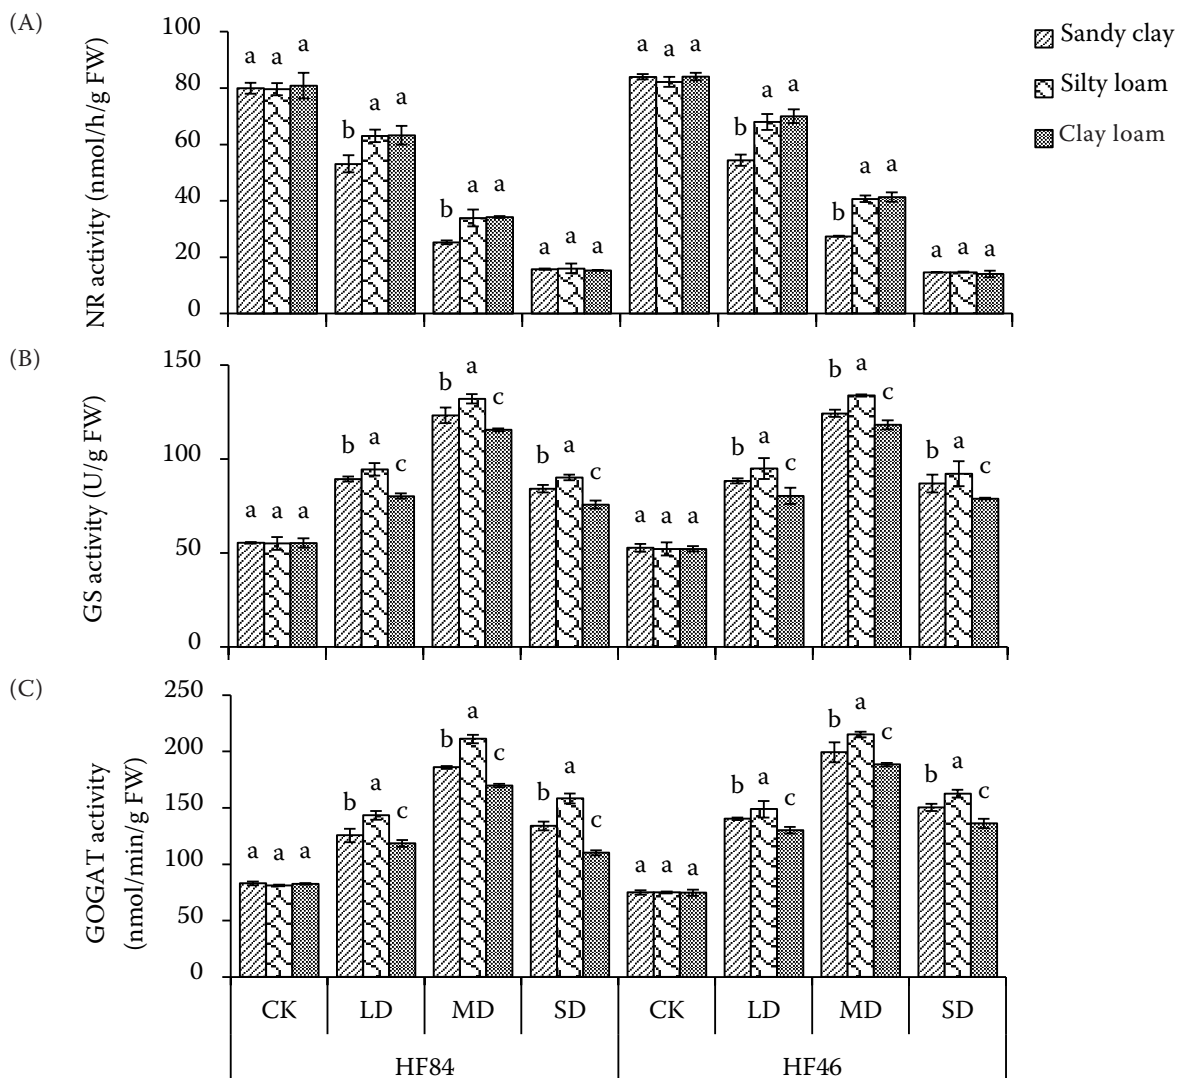 (A)
NR activity (nmol/h/g FW)
100
80
60
40
20
0
a a a
b a a
b a a
a a a
a a a
b a a
b a a
a a a
Sandy clay
Silty loam
Clay loam
(B)
GS activity (U/g FW)
150
100
50
0
a a a
b a c
b a c
b a c
a a a
b a c
b a c
b a c
(C)
GOGAT activity
(nmol/min/g FW)
250
200
150
100
50
0
a a a
b a c
b a c
b a c
a a a
b a c
b a c
b a c
CK LD MD SD CK LD MD SD
HF84 HF46